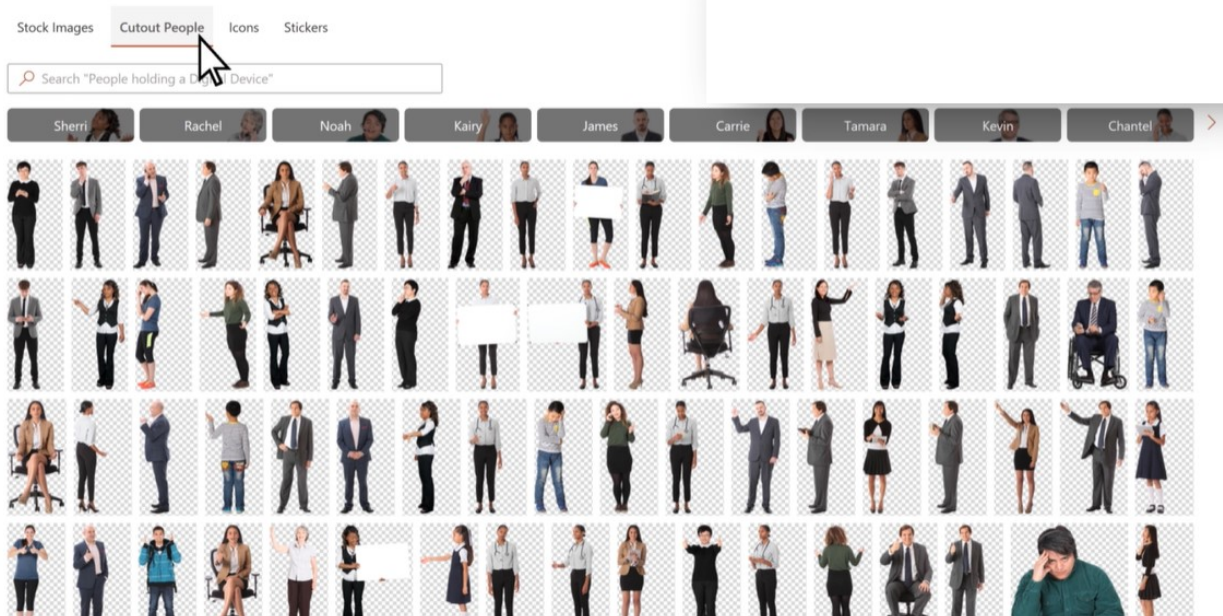 Stock Images Cutout People Icons Stickers
Search "People holding a Digital Device"
Sherri Rachel Noah Kairy James Carrie Tamara Kevin Chantel